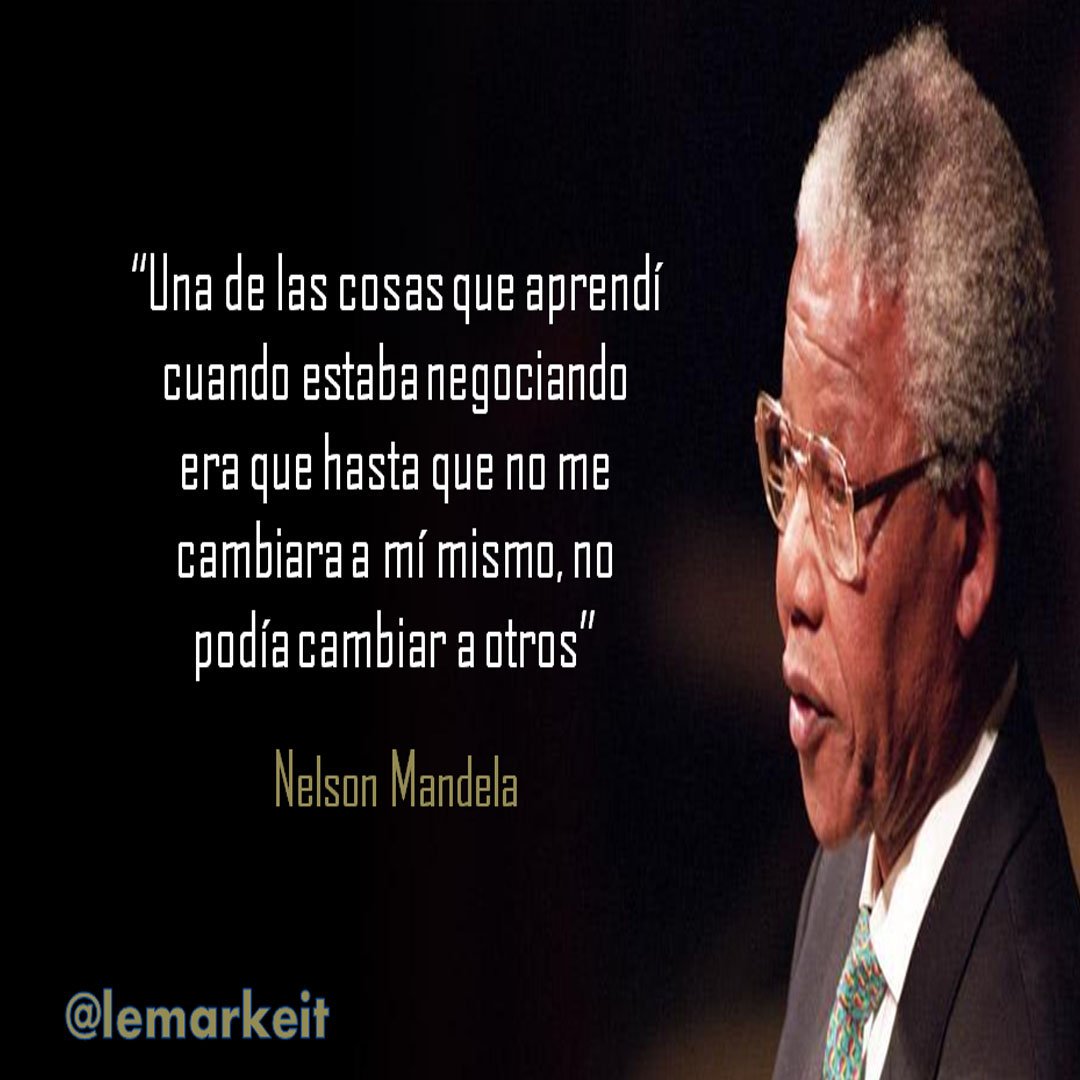 “Una de las cosas que aprendí
cuando estaba negociando
era que hasta que no me
cambiara a mí mismo, no
podía cambiar a otros”
Nelson Mandela
@lemarkeit